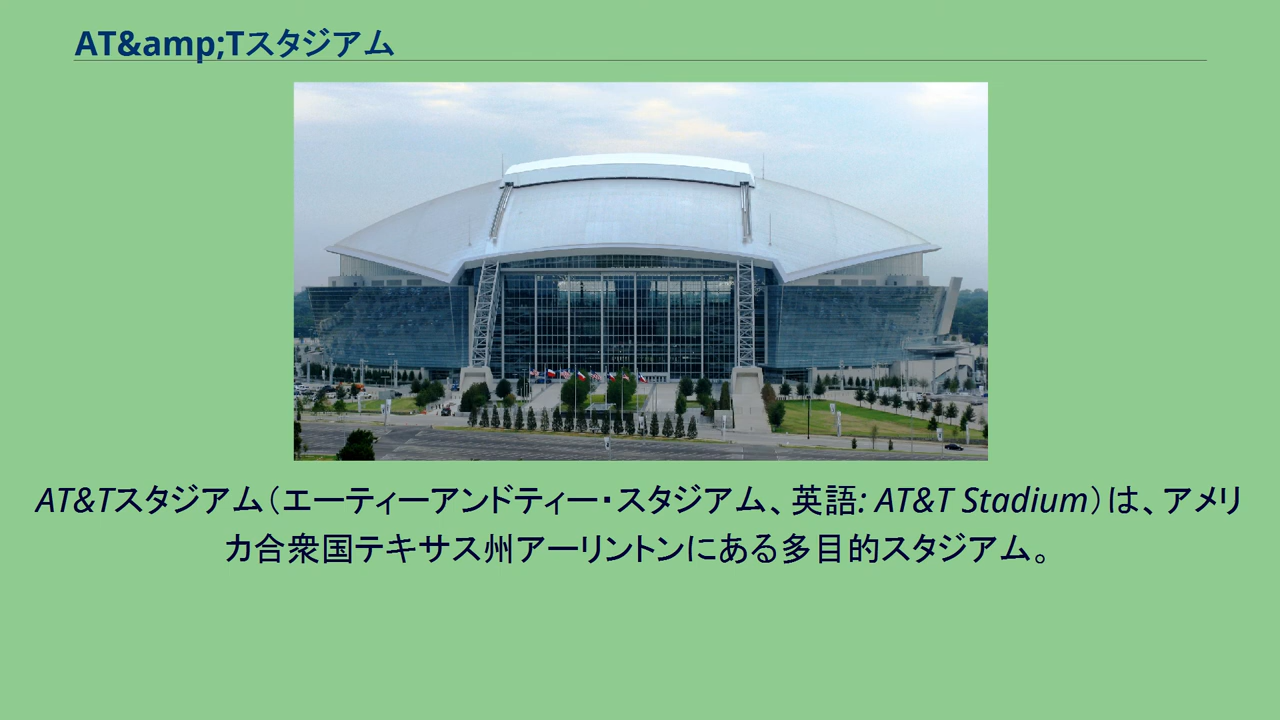 AT&amp;Tスタジアム
AT&Tスタジアム（エーティーアンドティー・スタジアム、英語: AT&T Stadium）は、アメリ
カ合衆国テキサス州アーリントンにある多目的スタジアム。